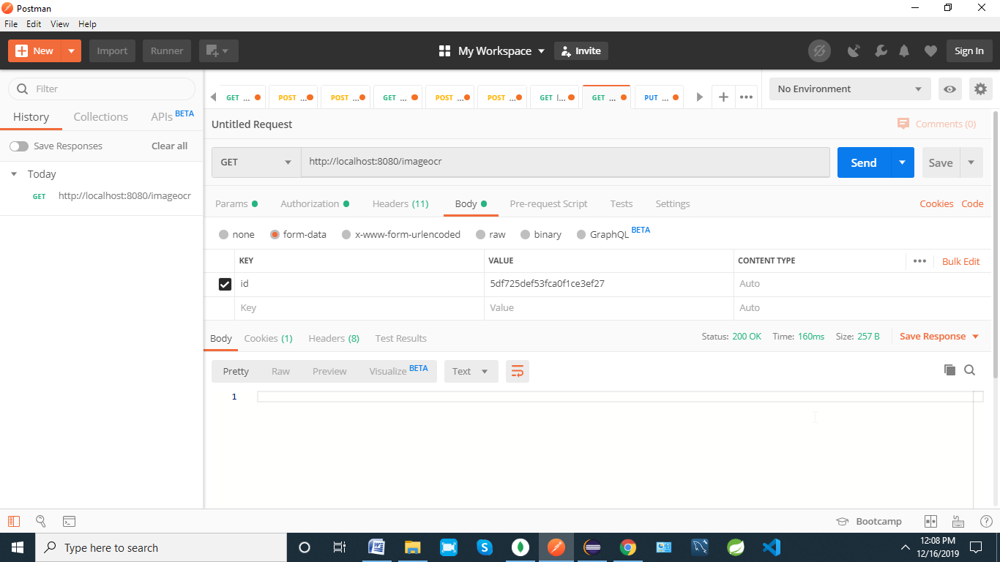 Postman
File Edit View Help
New Import Runner My Workspace Invite Sign In
Filter
GET ... POST ... POST ... GET ... POST ... POST ... GET l... GET ... PUT ... No Environment
History Collections APIs BETA
Untitled Request Comments (0)
Save Responses Clear all
GET http://localhost:8080/imageocr Send Save
Today
GET http://localhost:8080/imageocr
Params Authorization Headers (11) Body Pre-request Script Tests Settings Cookies Code
none form-data x-www-form-urlencoded raw binary GraphQL BETA
KEY VALUE CONTENT TYPE ••• Bulk Edit
id 5df725def53fca0f1ce3ef27 Auto
Key Value Auto
Body Cookies (1) Headers (8) Test Results Status: 200 OK Time: 160ms Size: 257 B Save Response
Pretty Raw Preview Visualize BETA Text
1
Bootcamp
Type here to search
12:08 PM
12/16/2019